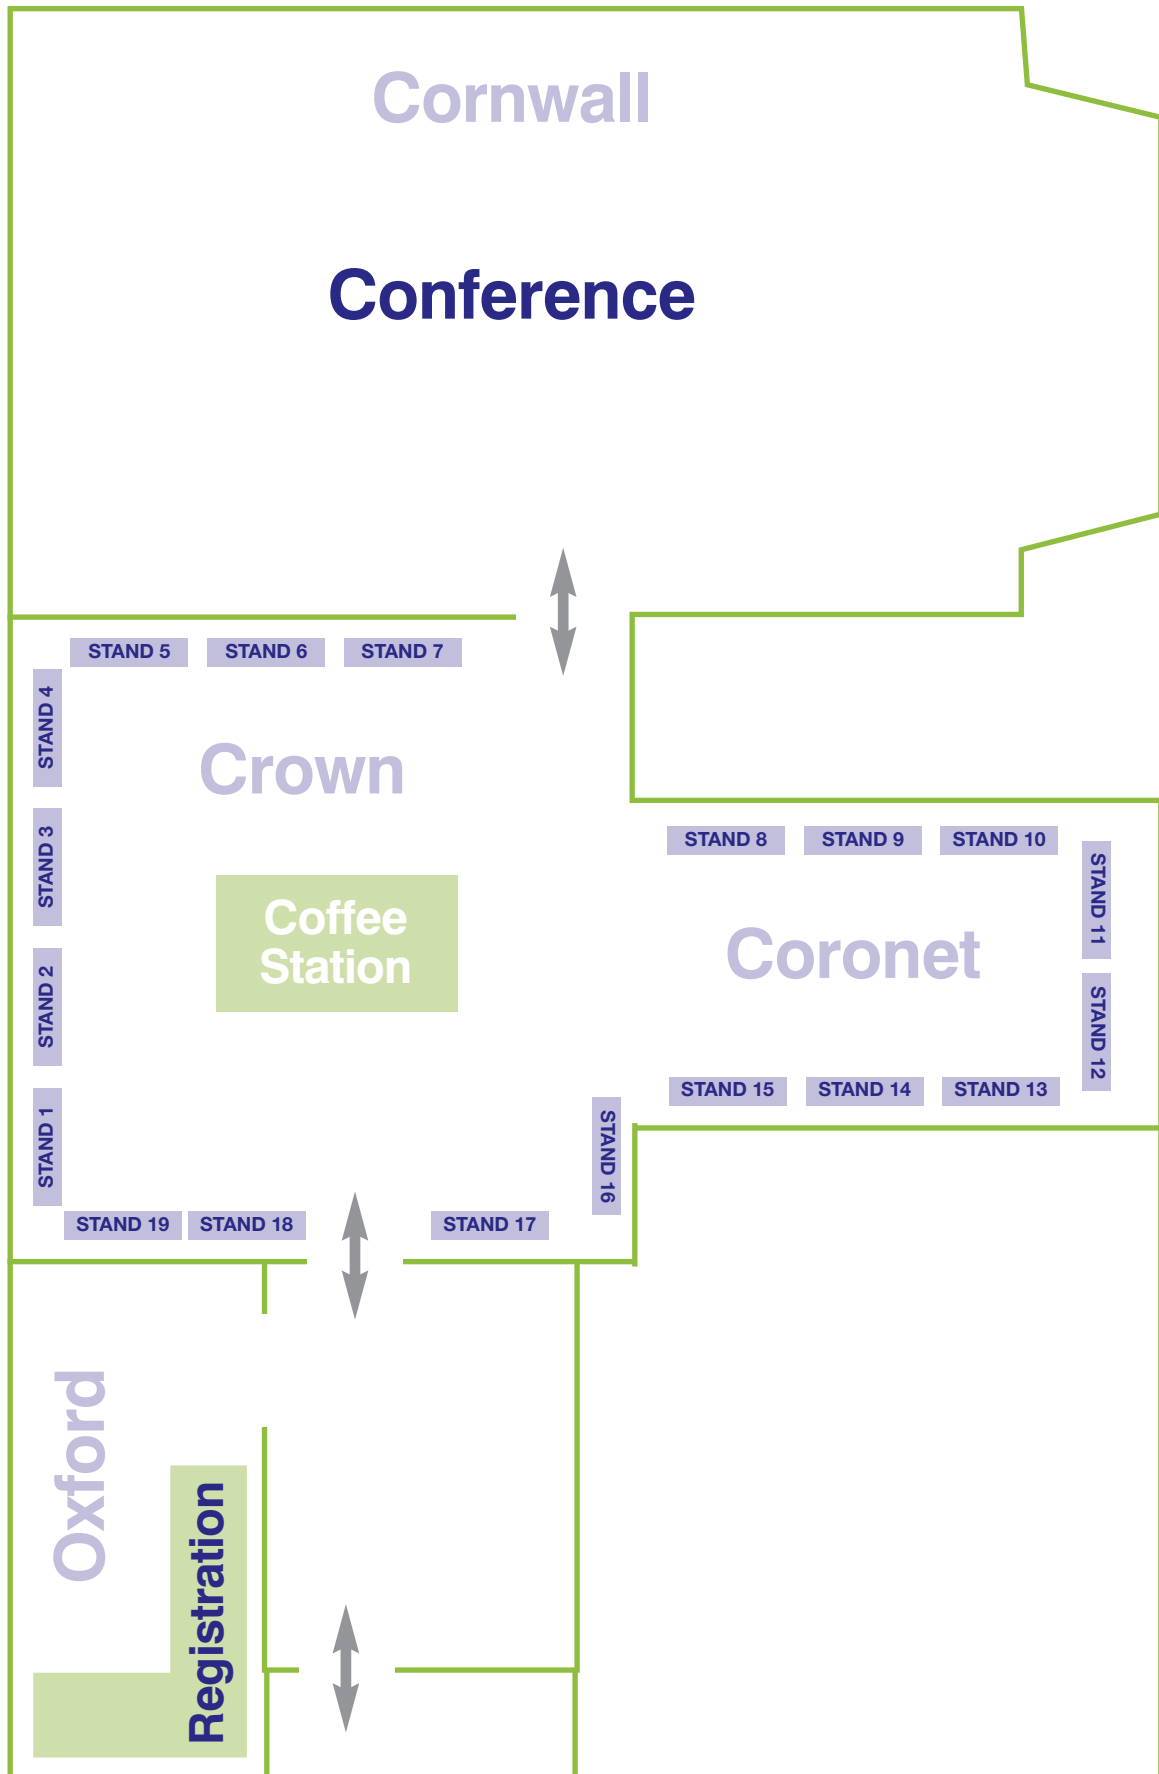 Cornwall
Conference
STAND 5
STAND 6
STAND 7
STAND 4
Crown
STAND 3
Coffee
Station
STAND 2
STAND 1
STAND 8
STAND 9
STAND 10
STAND 11
Coronet
STAND 12
STAND 15
STAND 14
STAND 13
STAND 16
STAND 19
STAND 18
STAND 17
Oxford
Registration